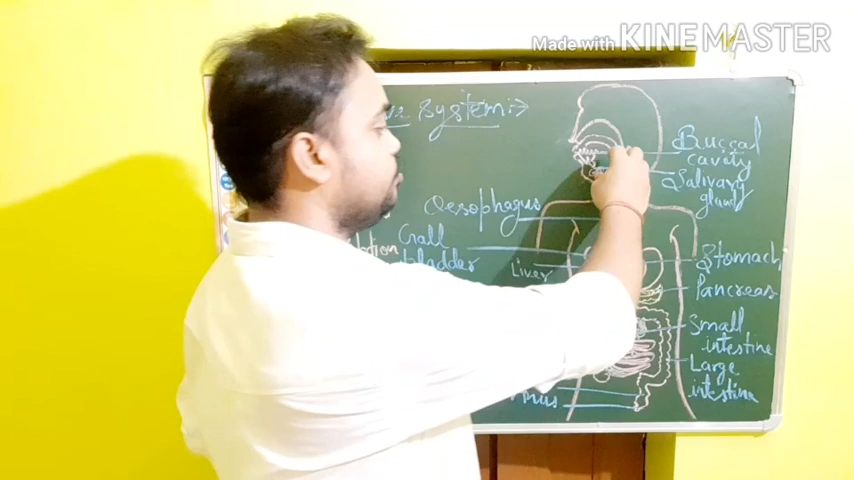 Made with KINEMASTER
System:->
Buccal
cavity
Salivary
gland
Oesophagus
Gall
bladder
Liver
Stomach
Pancreas
Small
intestine
Large
intestine